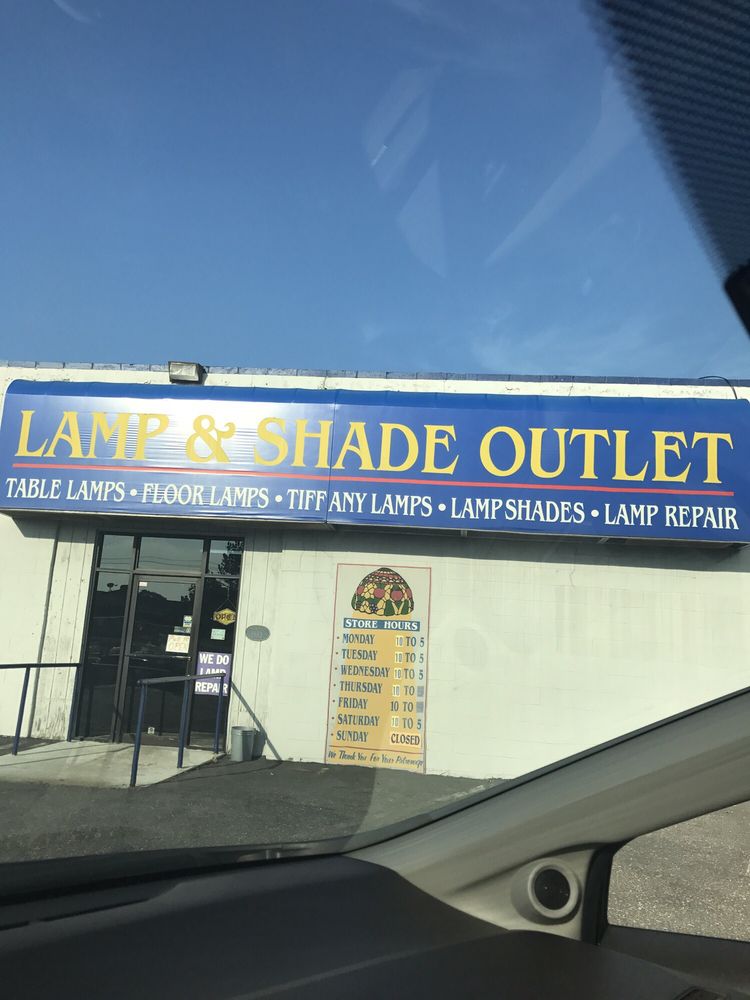 LAMP & SHADE OUTLET
TABLE LAMPS • FLOOR LAMPS • TIFFANY LAMPS • LAMP SHADES • LAMP REPAIR
OPEN
WE DO
LAMP
REPAIR
STORE HOURS
• MONDAY 10 TO 5
• TUESDAY 10 TO 5
• WEDNESDAY 10 TO 5
• THURSDAY 10 TO
• FRIDAY 10 TO
• SATURDAY 10 TO 5
• SUNDAY CLOSED
We Thank You For Your Patronage